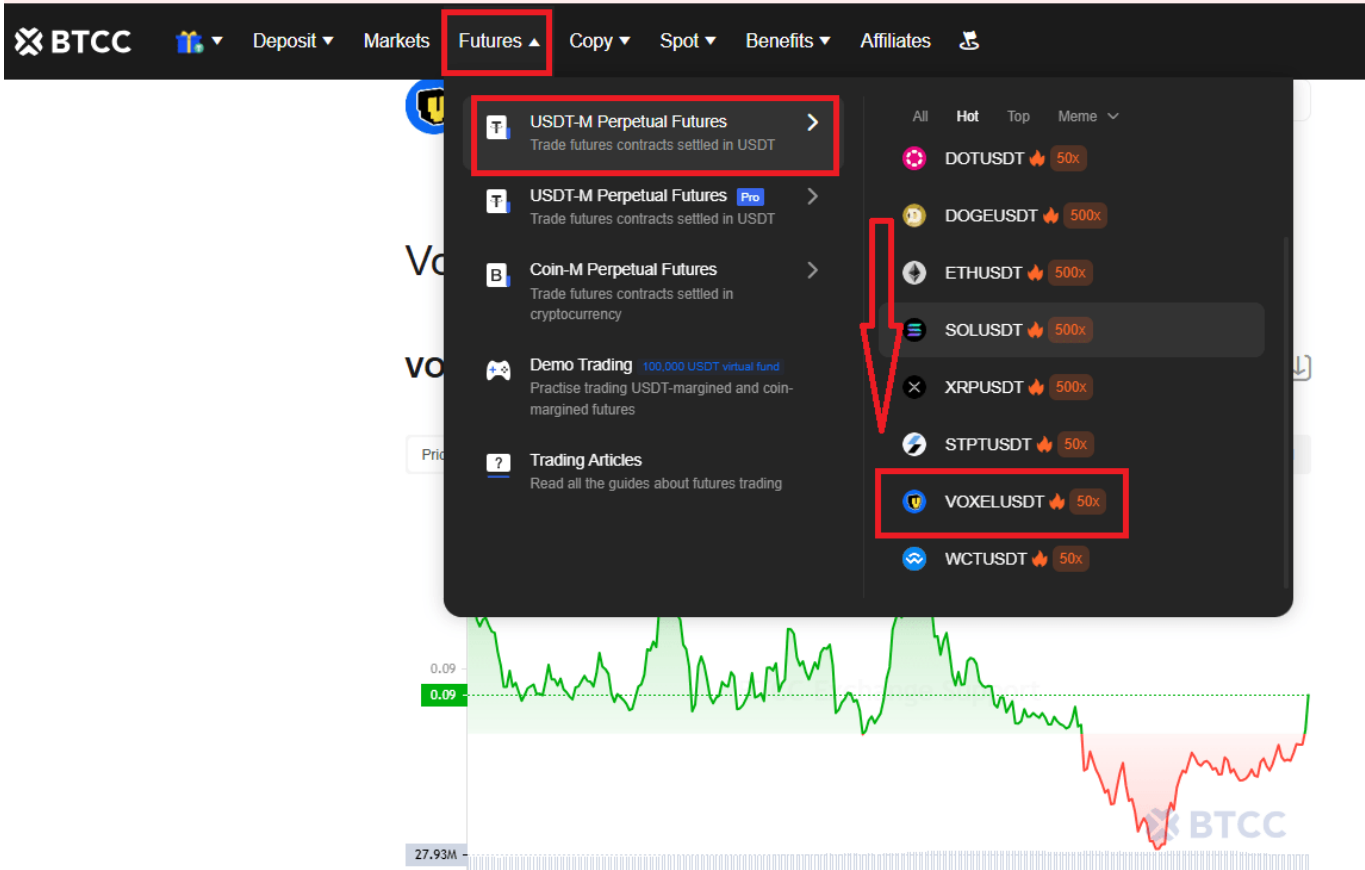 BTCC Deposit Markets Futures Copy Spot Benefits Affiliates
USDT-M Perpetual Futures
Trade futures contracts settled in USDT
USDT-M Perpetual Futures Pro
Trade futures contracts settled in USDT
Coin-M Perpetual Futures
Trade futures contracts settled in
cryptocurrency
Demo Trading 100,000 USDT virtual fund
Practise trading USDT-margined and coin-
margined futures
Trading Articles
Read all the guides about futures trading
All Hot Top Meme
DOTUSDT 50x
DOGEUSDT 500x
ETHUSDT 500x
SOLUSDT 500x
XRPUSDT 500x
STPTUSDT 50x
VOXELUSDT 50x
WCTUSDT 50x
0.09
0.09
BTCC
27.93M